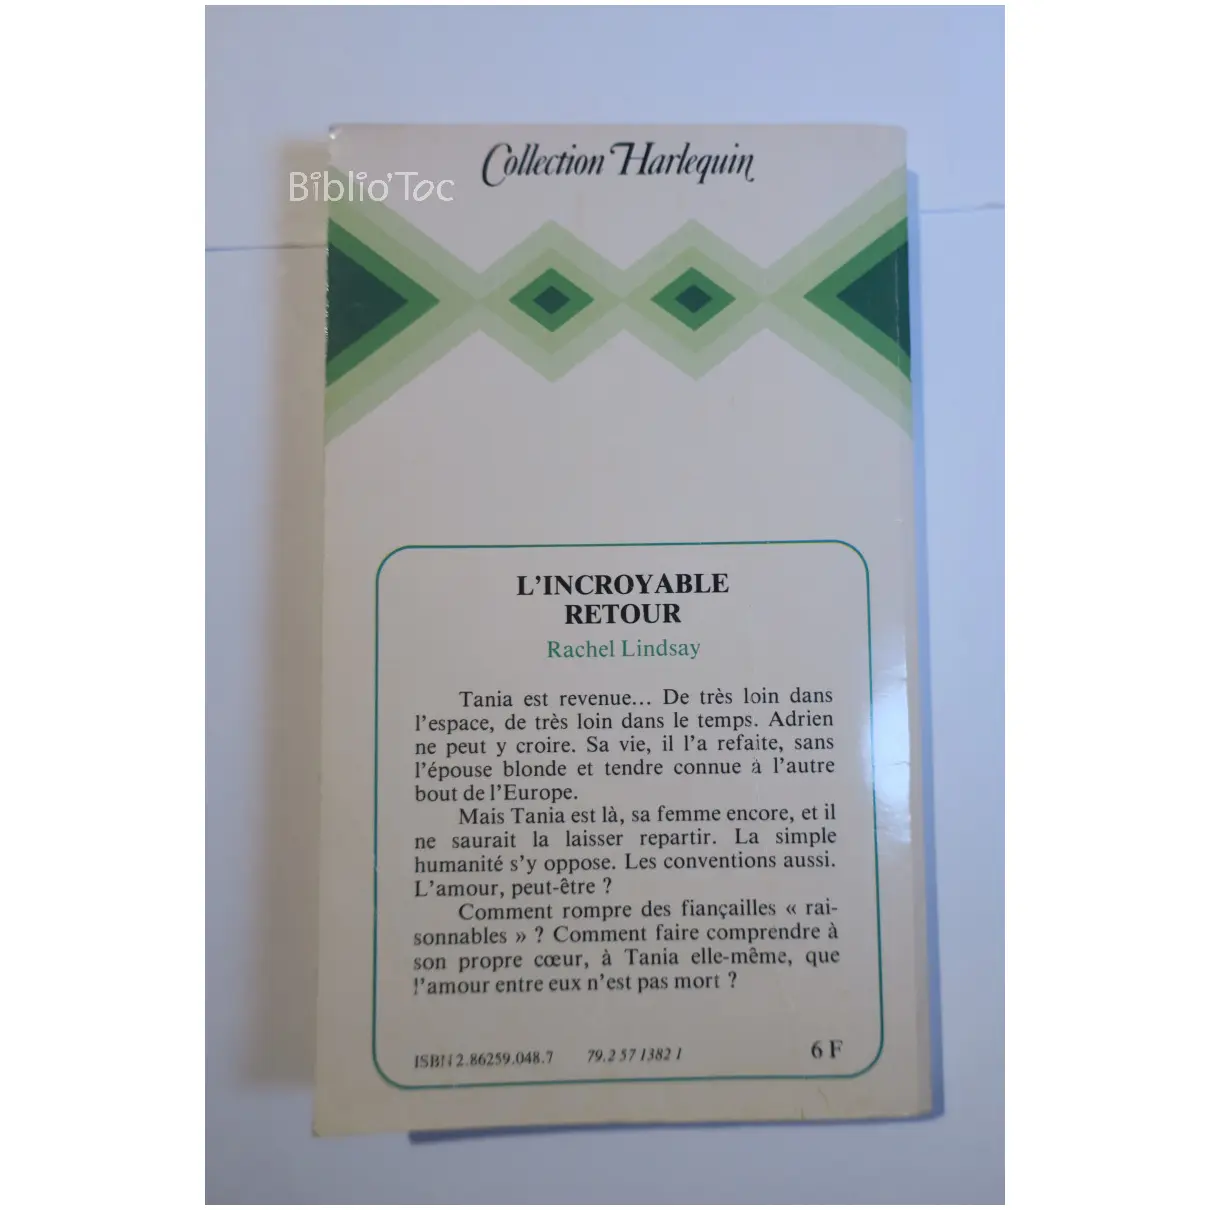 Collection Harlequin
Biblio'Toc
L'INCROYABLE
RETOUR
Rachel Lindsay
Tania est revenue... De très loin dans
l'espace, de très loin dans le temps. Adrien
ne peut y croire. Sa vie, il l'a refaite, sans
l'épouse blonde et tendre connue à l'autre
bout de l'Europe.
Mais Tania est là, sa femme encore, et il
ne saurait la laisser repartir. La simple
humanité s'y oppose. Les conventions aussi.
L'amour, peut-être ?
Comment rompre des fiançailles « rai-
sonnables » ? Comment faire comprendre à
son propre cœur, à Tania elle-même, que
l'amour entre eux n'est pas mort ?
ISBN 2.86259.048.7 79.2 57 1382 1 6 F